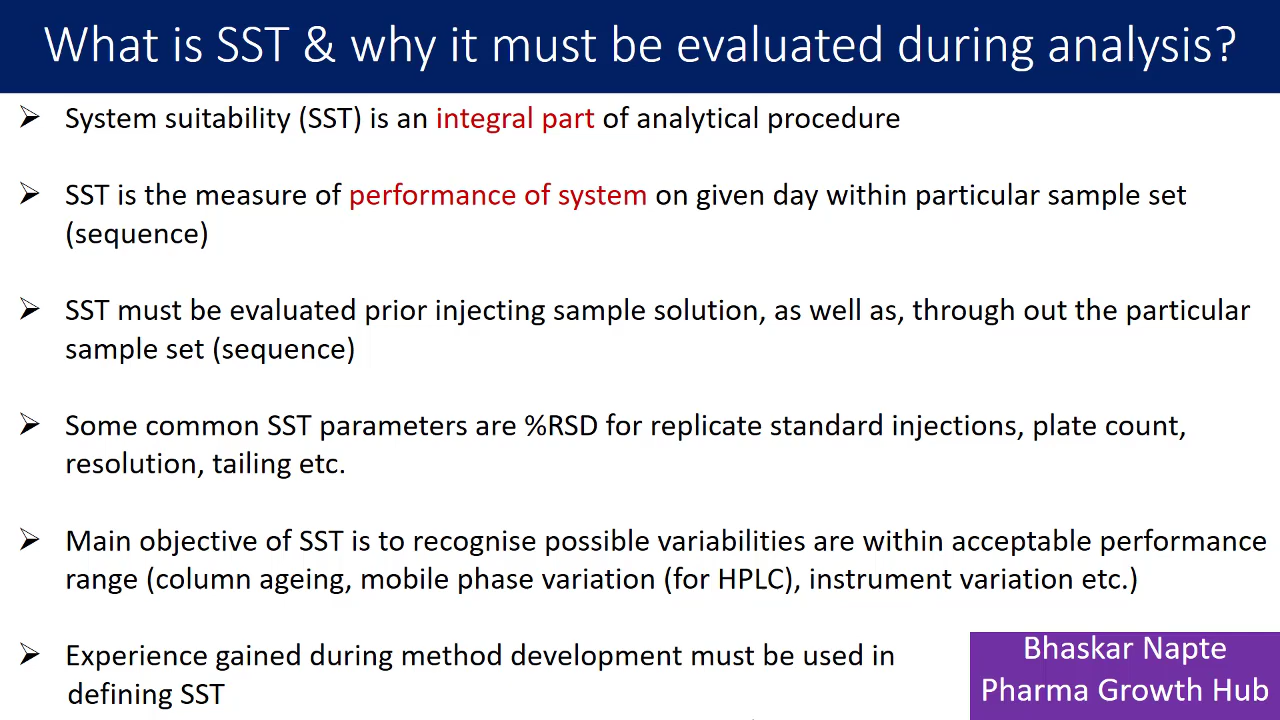 What is SST & why it must be evaluated during analysis?
System suitability (SST) is an integral part of analytical procedure
SST is the measure of performance of system on given day within particular sample set
(sequence)
SST must be evaluated prior injecting sample solution, as well as, through out the particular
sample set (sequence)
Some common SST parameters are %RSD for replicate standard injections, plate count,
resolution, tailing etc.
Main objective of SST is to recognise possible variabilities are within acceptable performance
range (column ageing, mobile phase variation (for HPLC), instrument variation etc.)
Experience gained during method development must be used in
defining SST
Bhaskar Napte
Pharma Growth Hub